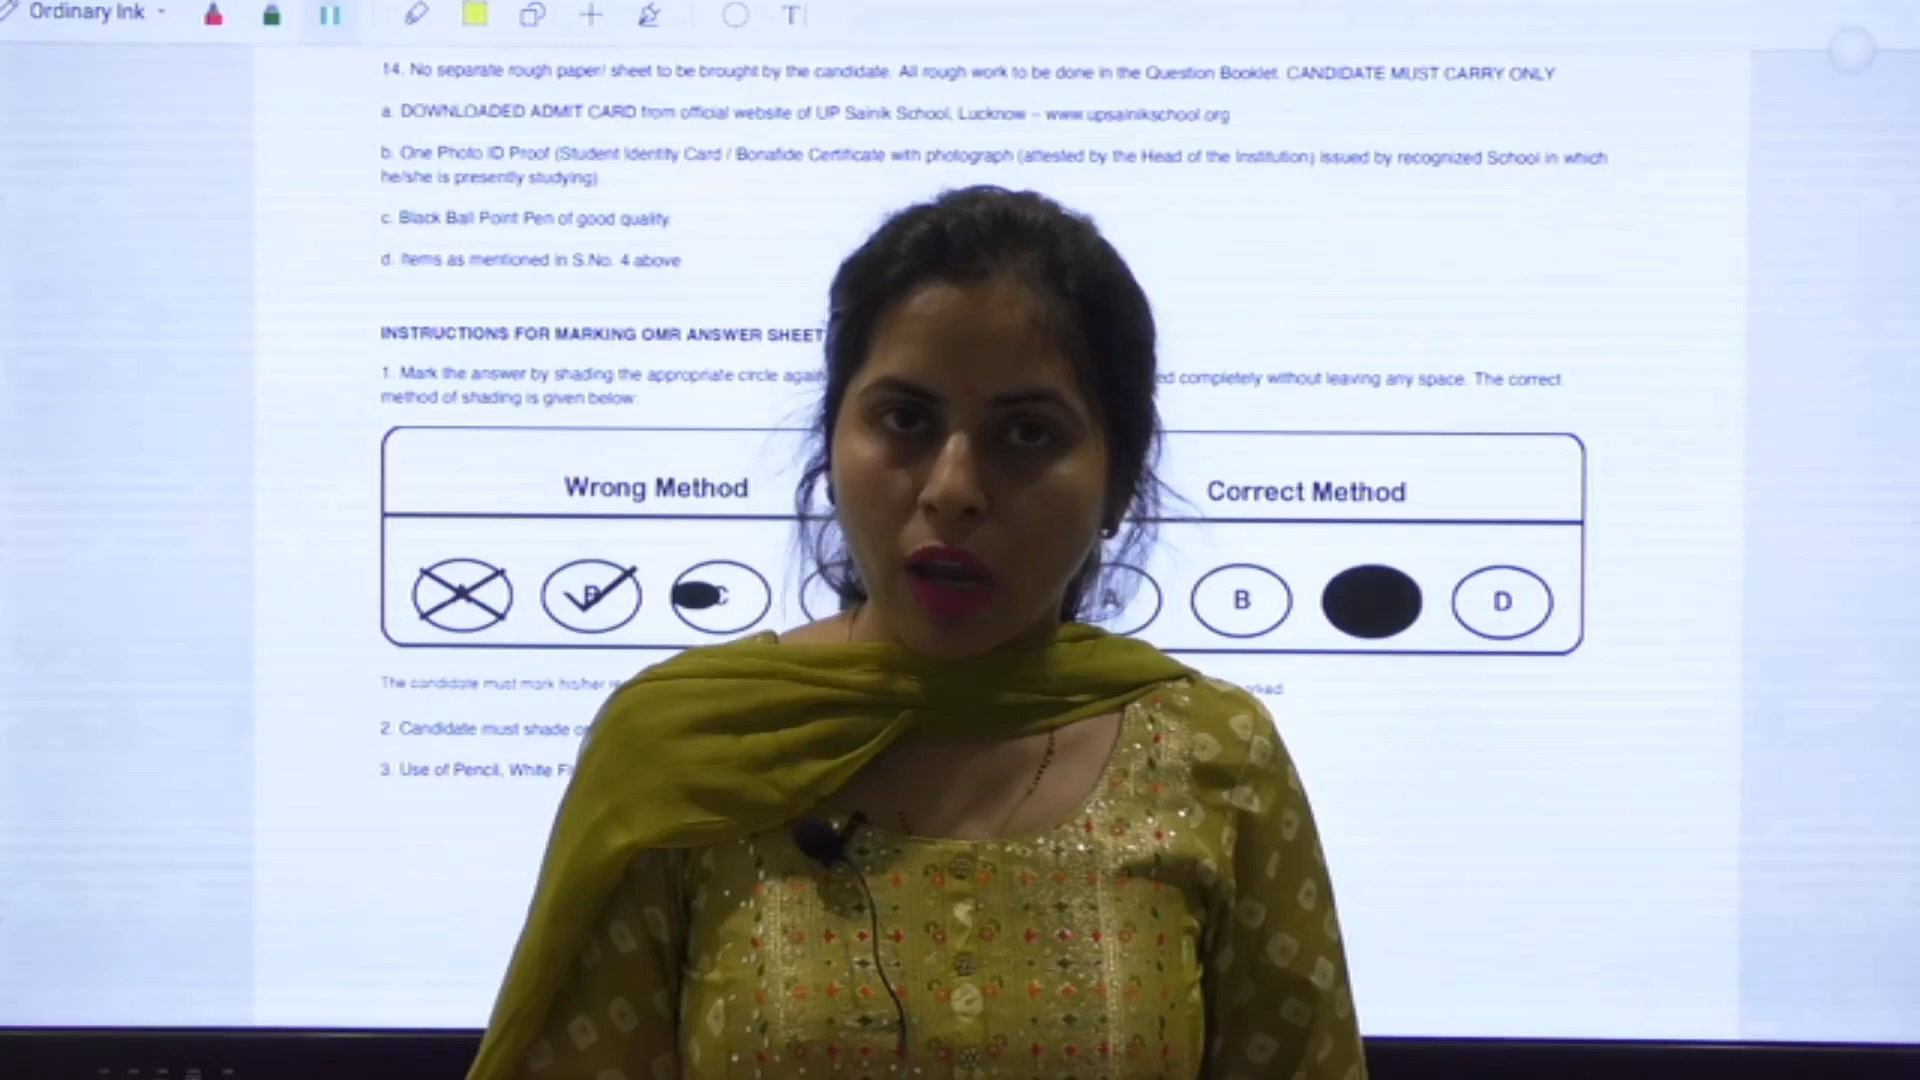 Ordinary Ink
T
14. No separate rough paper/ sheet to be brought by the candidate. All rough work to be done in the Question Booklet. CANDIDATE MUST CARRY ONLY
a. DOWNLOADED ADMIT CARD from official website of UP Sainik School, Lucknow – www.upsainikschool.org
b. One Photo ID Proof (Student Identity Card / Bonafide Certificate with photograph (attested by the Head of the Institution) issued by recognized School in which
he/she is presently studying)
c. Black Ball Point Pen of good quality
d. Items as mentioned in S.No. 4 above
INSTRUCTIONS FOR MARKING OMR ANSWER SHEET
1. Mark the answer by shading the appropriate circle completely without leaving any space. The correct
method of shading is given below:
Wrong Method Correct Method
A B C A B D
The candidate must mark his/her
2. Candidate must shade
3. Use of Pencil, White